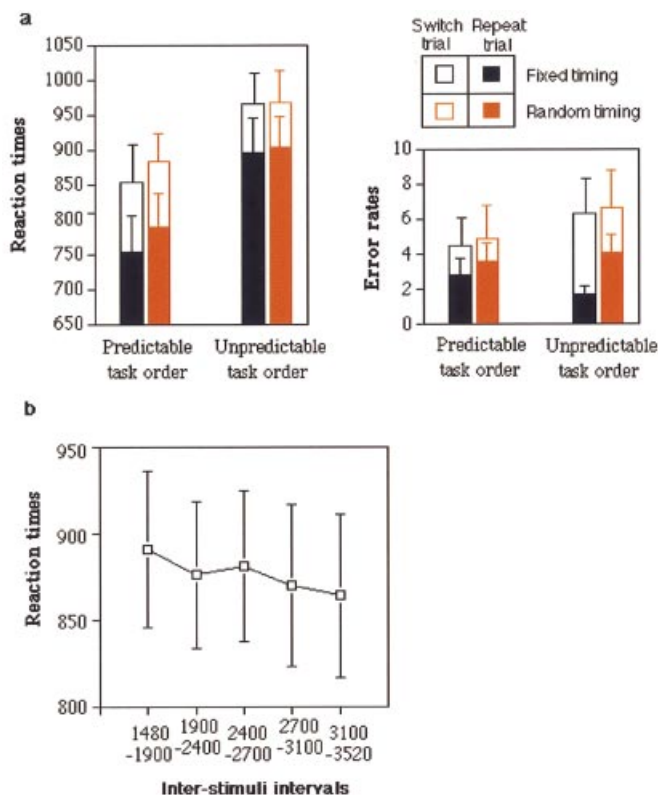 a
Reaction times
1050
1000
950
900
850
800
750
700
650
Predictable
task order
Unpredictable
task order
Switch
trial
Repeat
trial
Fixed timing
Random timing
Error rates
10
8
6
4
2
0
Predictable
task order
Unpredictable
task order
b
Reaction times
950
900
850
800
1480
-1900
1900
-2400
2400
-2700
2700
-3100
3100
-3520
Inter-stimuli intervals